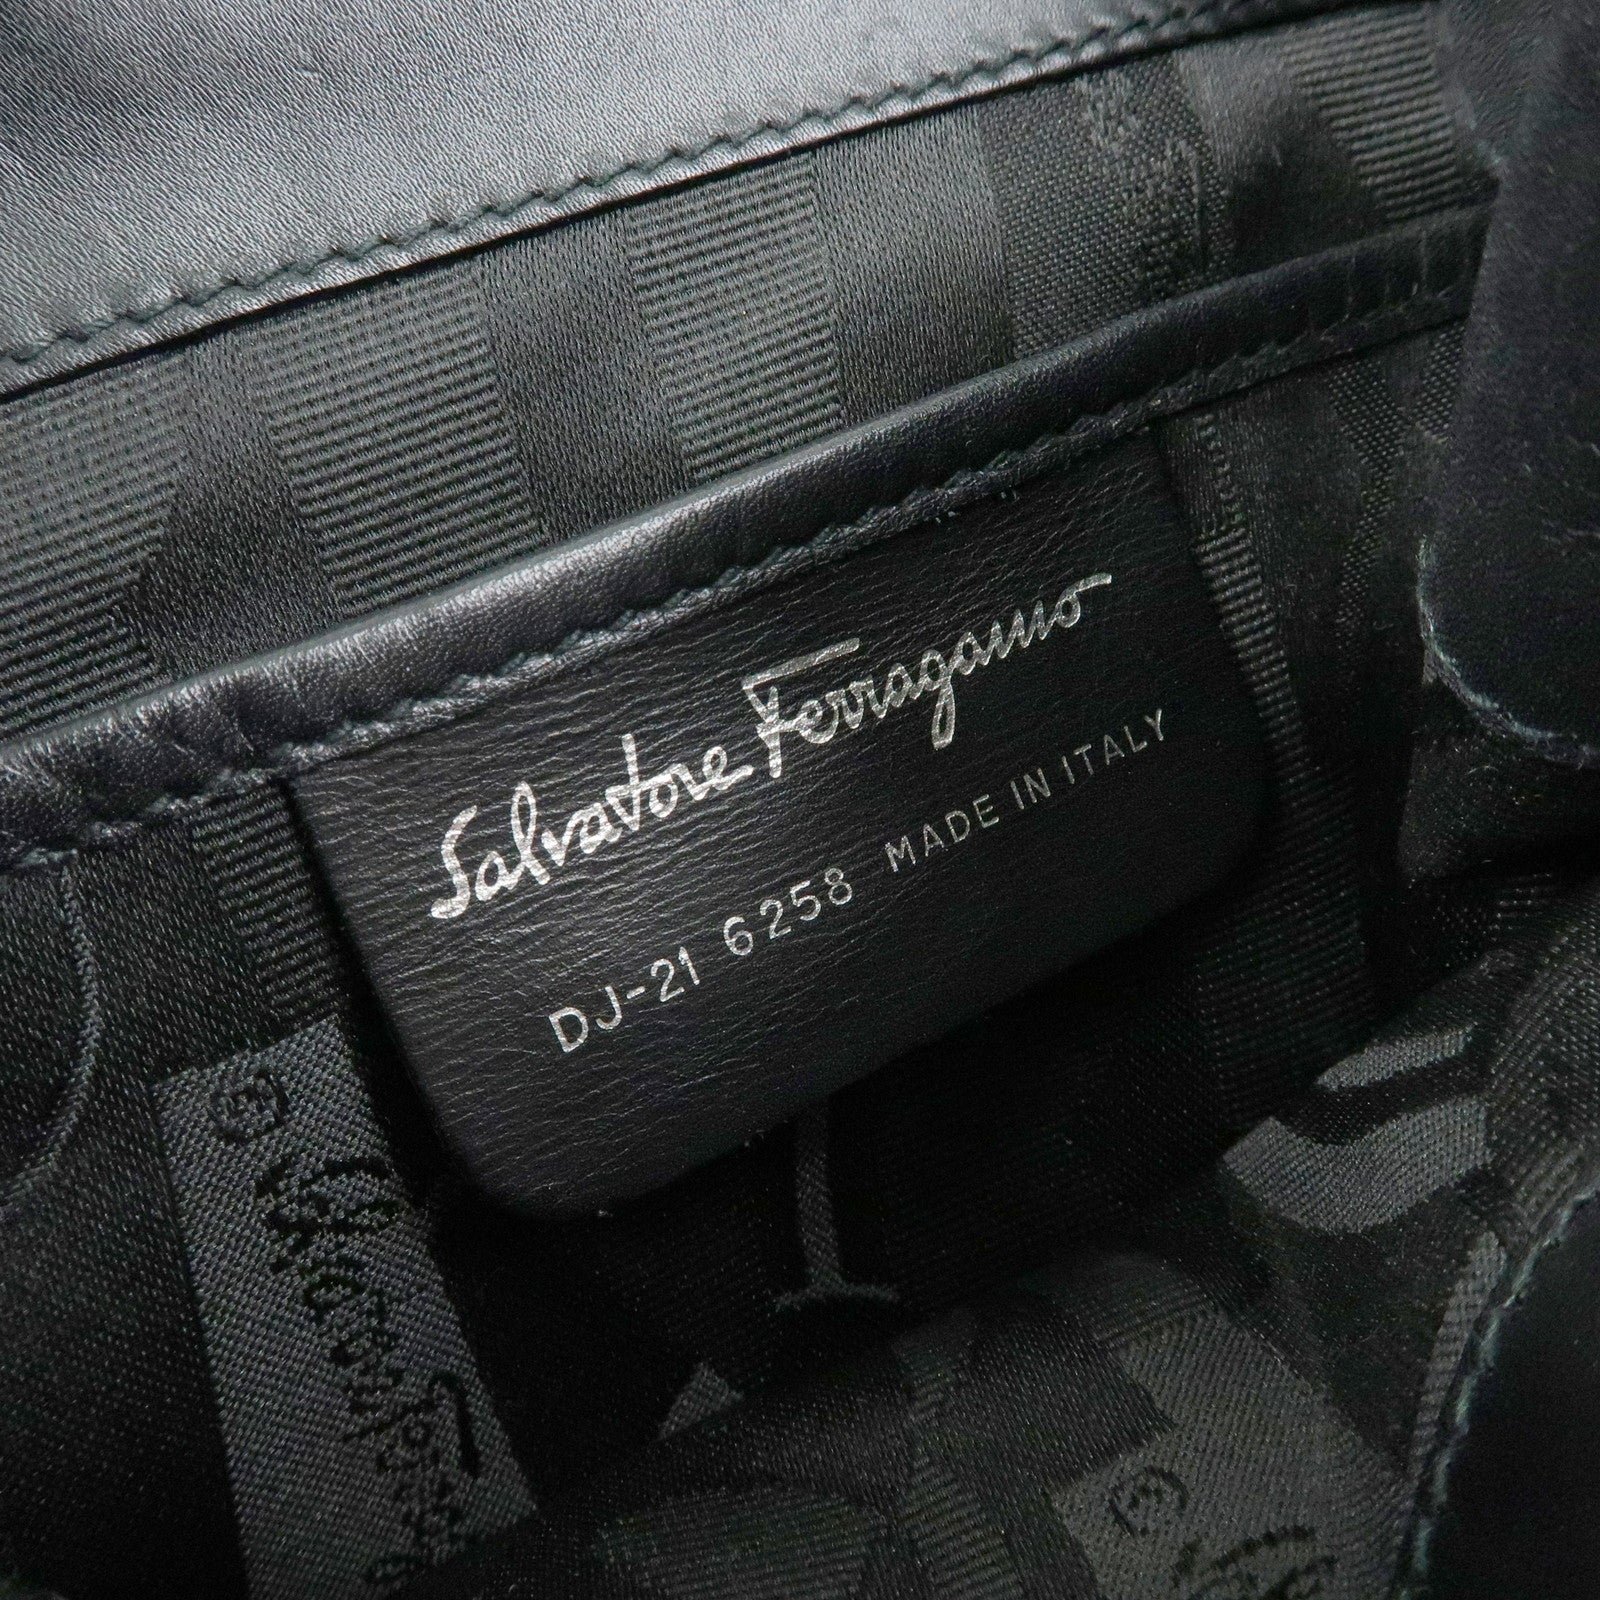 Salvatore Ferragamo
DJ-21 6258 MADE IN ITALY